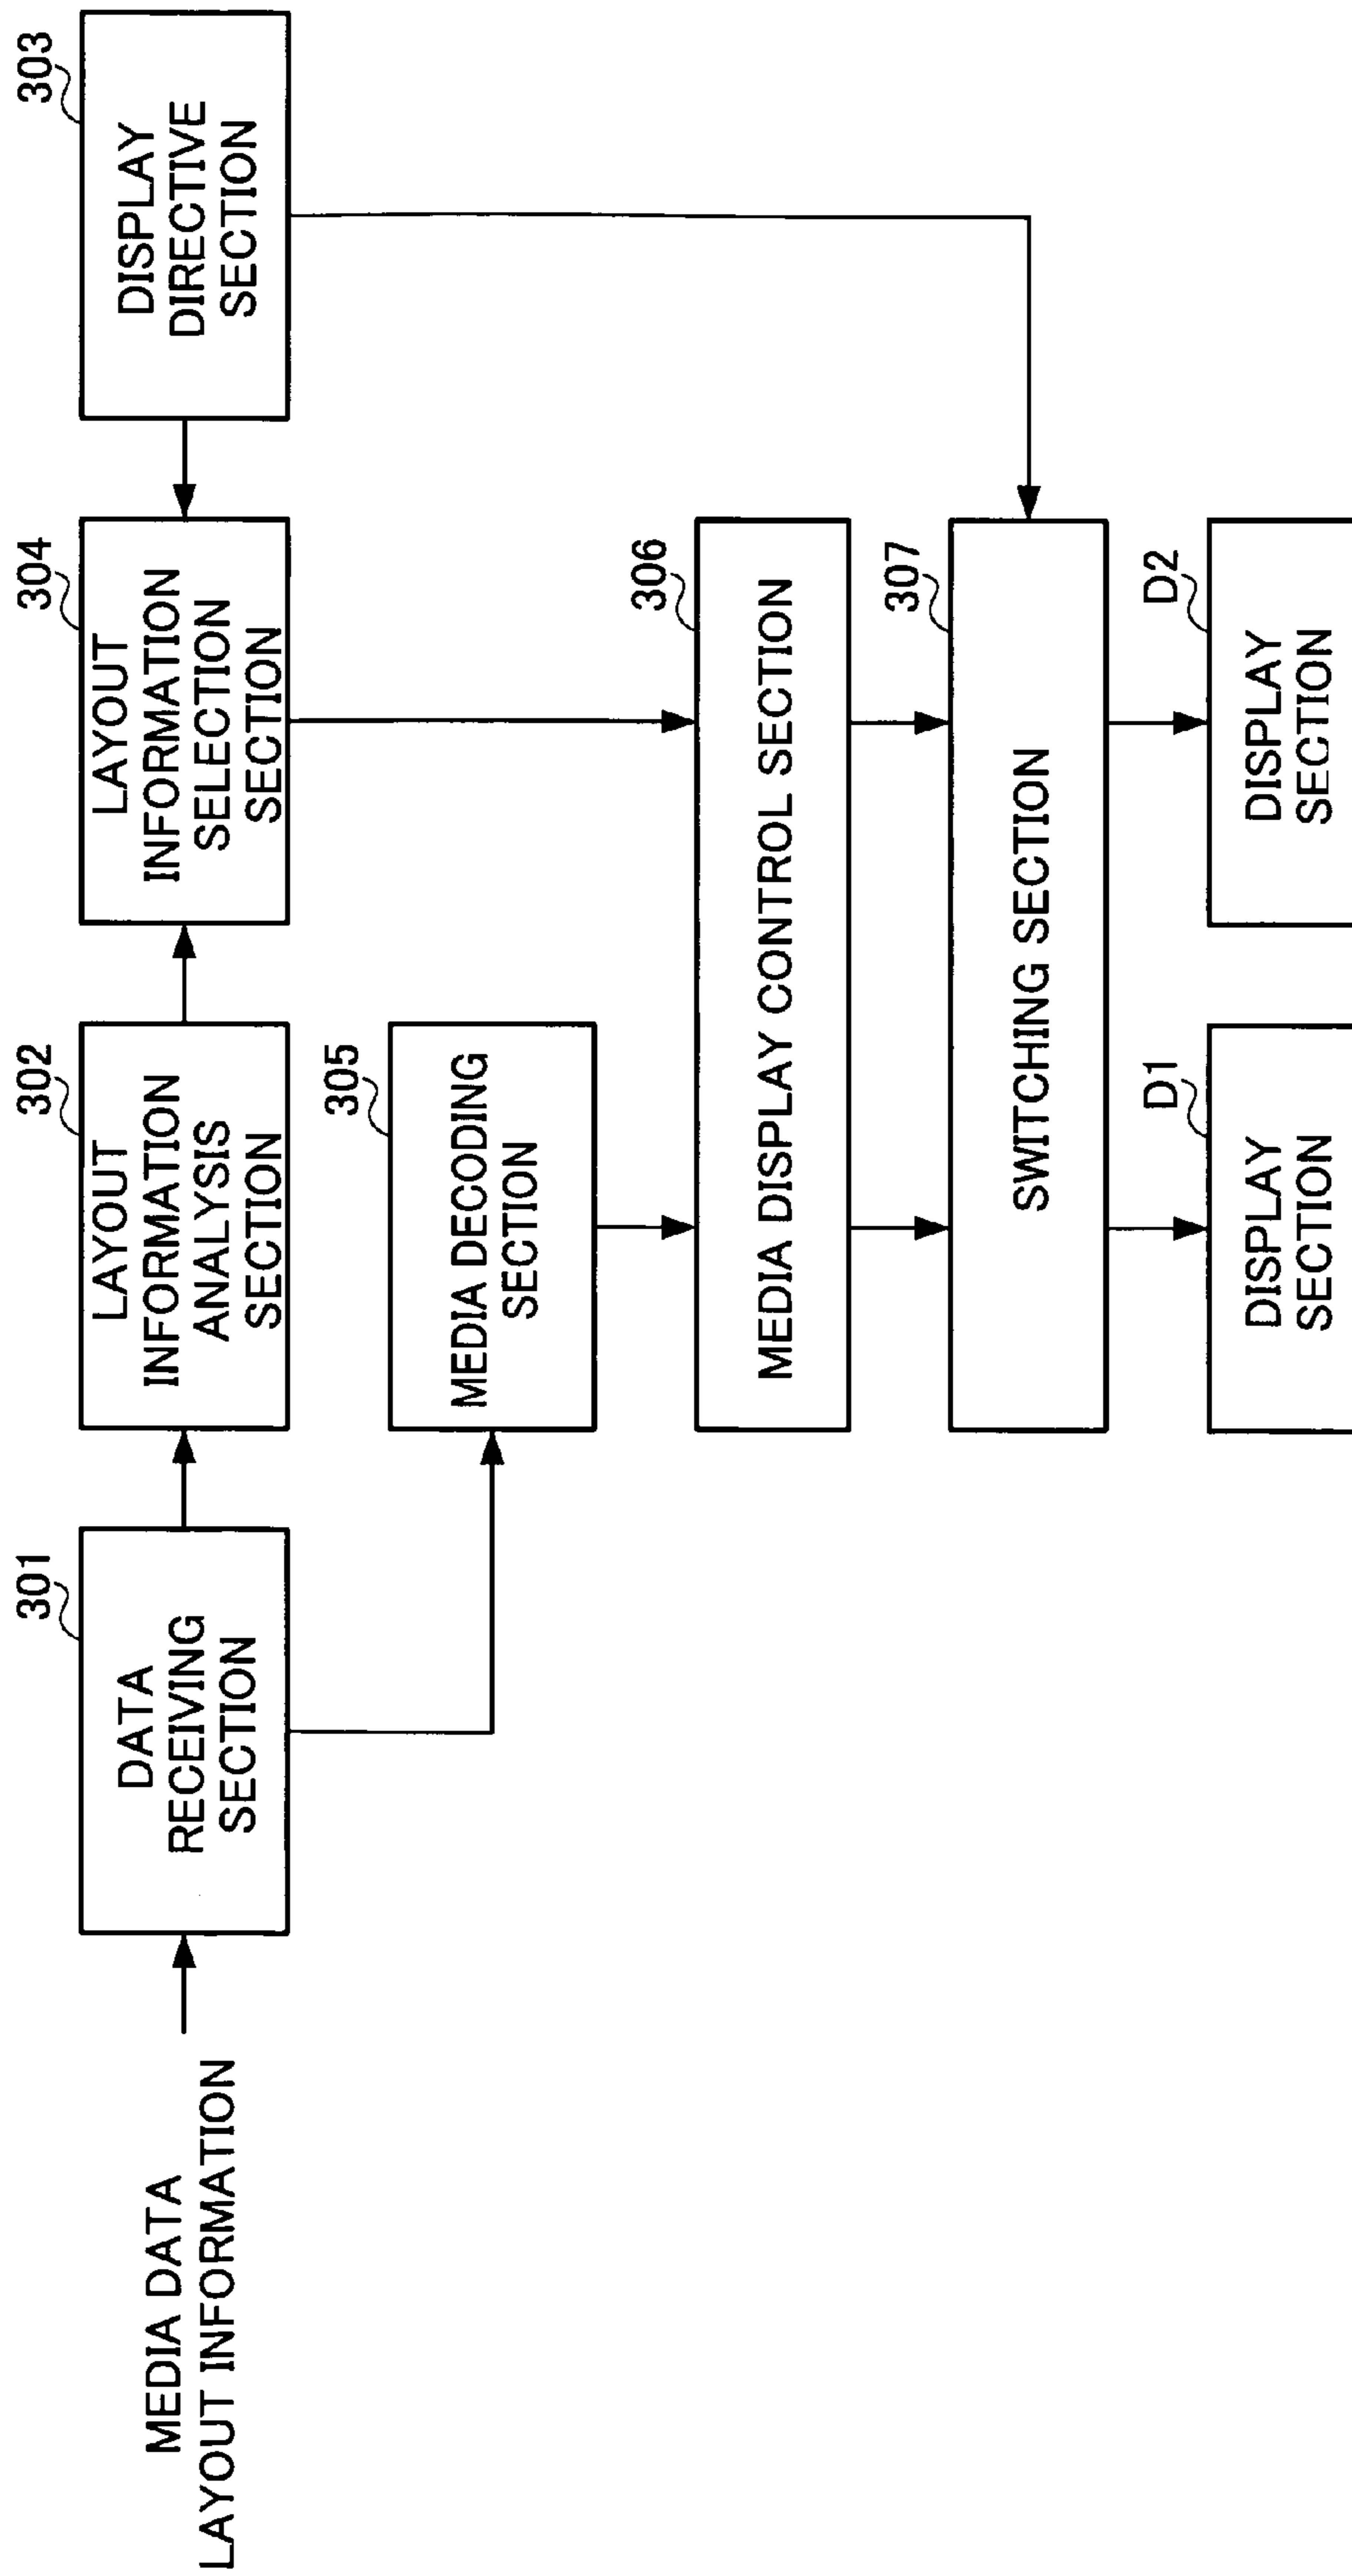 MEDIA DATA
LAYOUT INFORMATION
301
DATA
RECEIVING
SECTION
302
LAYOUT
INFORMATION
ANALYSIS
SECTION
304
LAYOUT
INFORMATION
SELECTION
SECTION
303
DISPLAY
DIRECTIVE
SECTION
305
MEDIA DECODING
SECTION
306
MEDIA DISPLAY CONTROL SECTION
307
SWITCHING SECTION
D1
DISPLAY
SECTION
D2
DISPLAY
SECTION